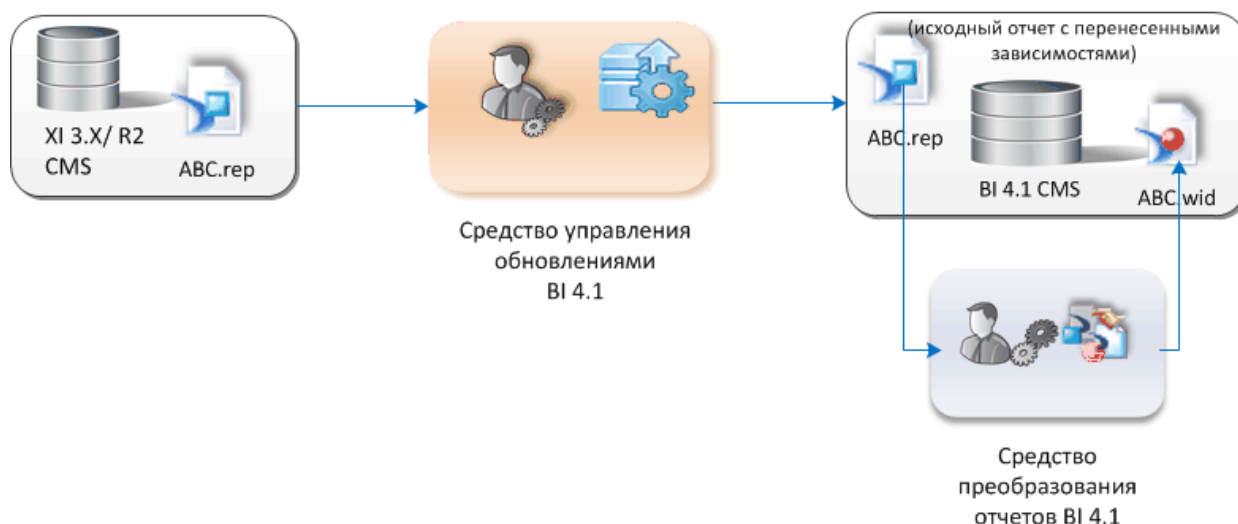 XI 3.X/ R2
CMS
ABC.rep
Средство управления
обновлениями
BI 4.1
(исходный отчет с перенесенными
зависимостями)
ABC.rep
BI 4.1 CMS
ABC.wid
Средство
преобразования
отчетов BI 4.1